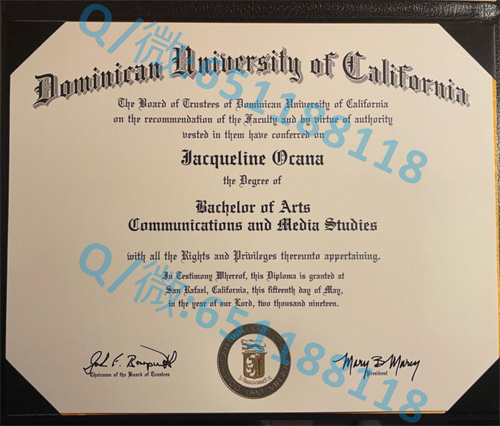 Dominican University of California
The Board of Trustees of Dominican University of California
on the recommendation of the Faculty and by virtue of authority
vested in them have conferred on
Jacqueline Ocana
the Degree of
Bachelor of Arts
Communications and Media Studies
with all the Rights and Privileges thereunto appertaining.
In Testimony Whereof, this Diploma is granted at
San Rafael, California, this fifteenth day of May,
in the year of our Lord, two thousand nineteen.
Chairman of the Board of Trustees
President
Q/微:651188118
Q/微:651188118